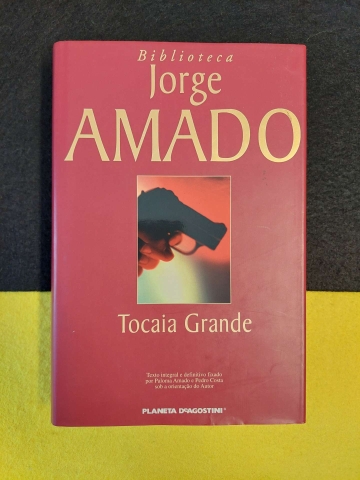 Biblioteca
Jorge
AMADO
Tocaia Grande
Texto integral e definitivo fixado
por Paloma Amado e Pedro Costa
sob a orientação do Autor
PLANETA DeAGOSTINI